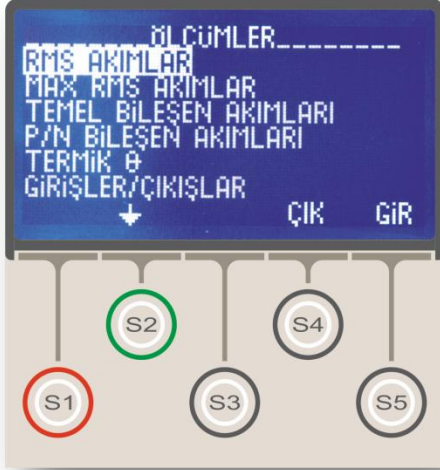 ÖLÇÜMLER________
RMS AKIMLAR
MAX RMS AKIMLAR
TEMEL BİLEŞEN AKIMLARI
P/N BİLEŞEN AKIMLARI
TERMİK θ
GİRİŞLER/ÇIKIŞLAR
ÇIK GİR
S2 S4
S1 S3 S5